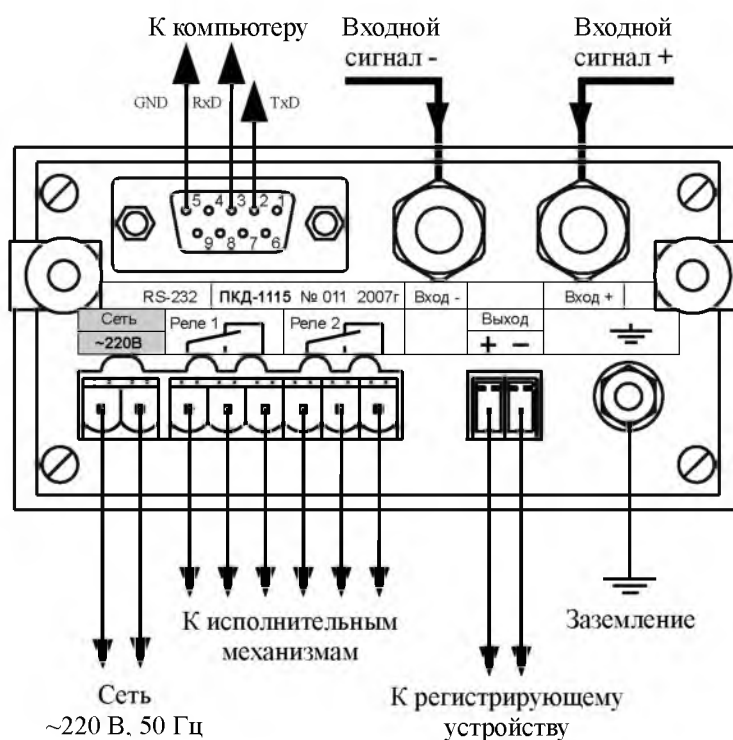 К компьютеру
Входной
сигнал -
Входной
сигнал +
GND RxD TxD
5 4 3 2 1
9 8 7 6
RS-232 ПКД-1115 № 011 2007г Вход - Вход +
Сеть
~220В
Реле 1
Реле 2
Выход
+ −
К исполнительным
механизмам
Заземление
Сеть
~220 В, 50 Гц
К регистрирующему
устройству